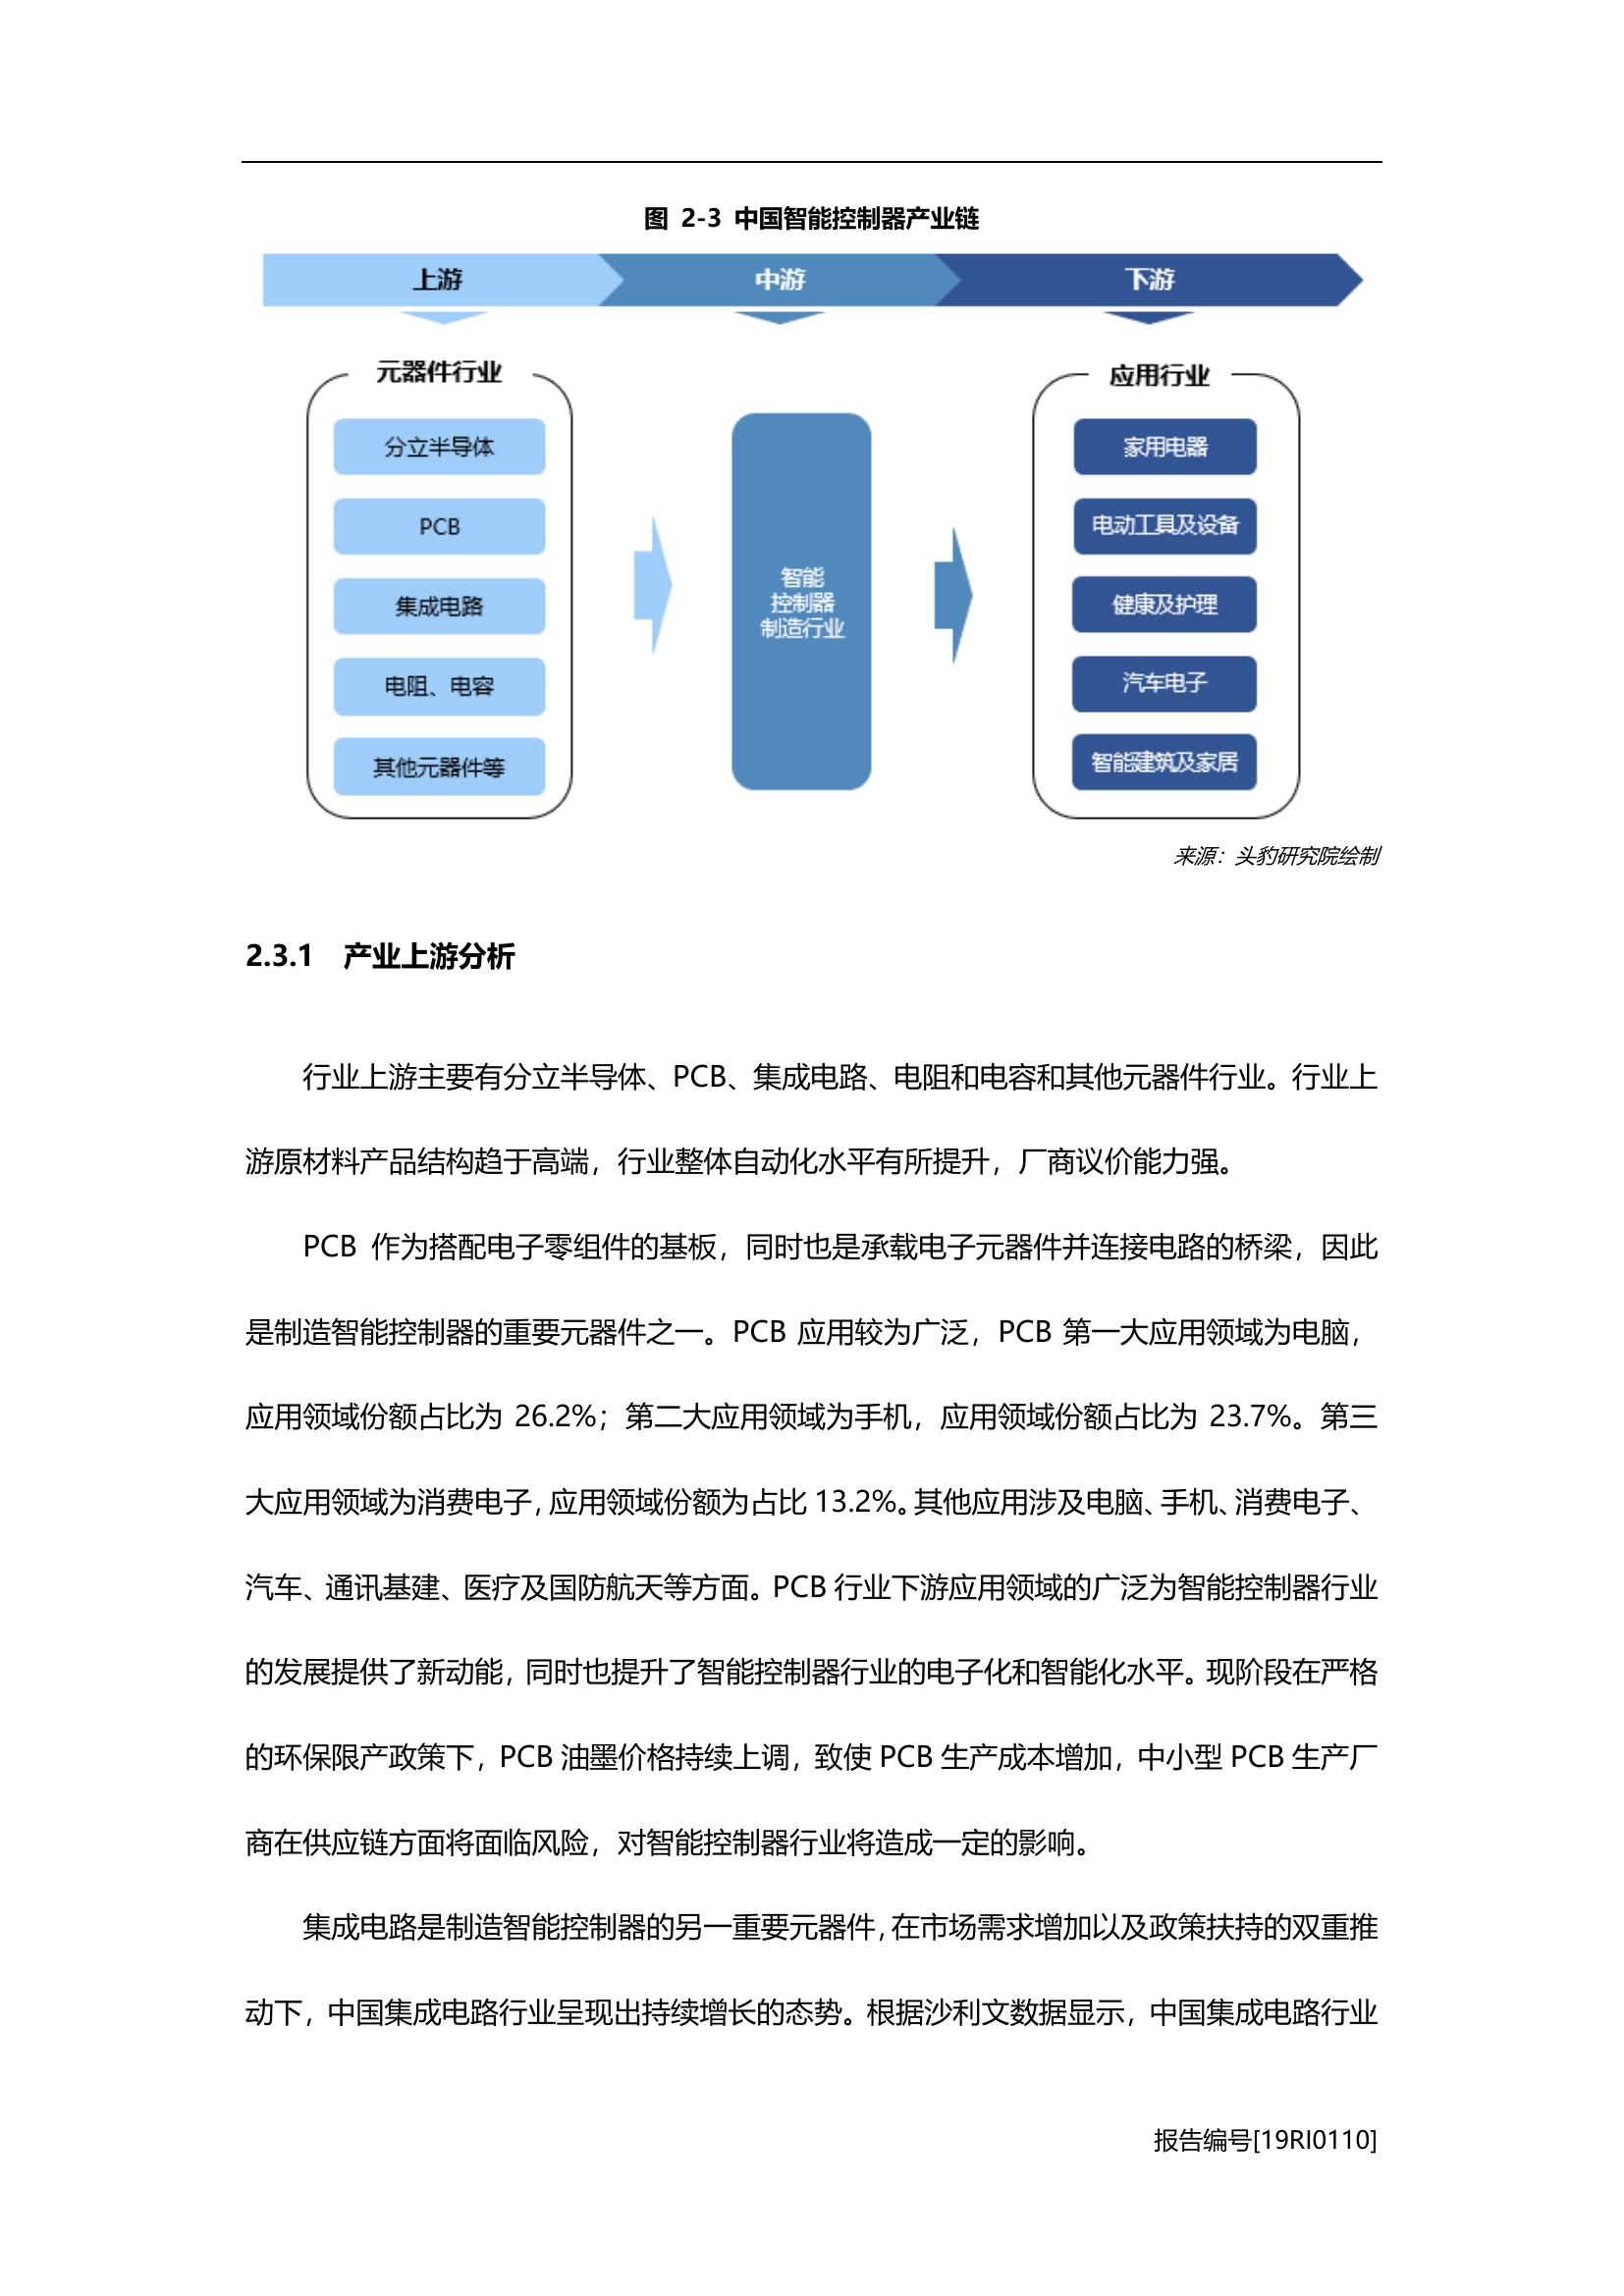 图 2-3 中国智能控制器产业链
上游
中游
下游
元器件行业
分立半导体
PCB
集成电路
电阻、电容
其他元器件等
智能
控制器
制造行业
应用行业
家用电器
电动工具及设备
健康及护理
汽车电子
智能建筑及家居
来源：头豹研究院绘制
2.3.1 产业上游分析
行业上游主要有分立半导体、PCB、集成电路、电阻和电容和其他元器件行业。行业上
游原材料产品结构趋于高端，行业整体自动化水平有所提升，厂商议价能力强。
PCB 作为搭配电子零组件的基板，同时也是承载电子元器件并连接电路的桥梁，因此
是制造智能控制器的重要元器件之一。PCB 应用较为广泛，PCB 第一大应用领域为电脑，
应用领域份额占比为 26.2%；第二大应用领域为手机，应用领域份额占比为 23.7%。第三
大应用领域为消费电子，应用领域份额为占比 13.2%。其他应用涉及电脑、手机、消费电子、
汽车、通讯基建、医疗及国防航天等方面。PCB 行业下游应用领域的广泛为智能控制器行业
的发展提供了新动能，同时也提升了智能控制器行业的电子化和智能化水平。现阶段在严格
的环保限产政策下，PCB 油墨价格持续上调，致使 PCB 生产成本增加，中小型 PCB 生产厂
商在供应链方面将面临风险，对智能控制器行业将造成一定的影响。
集成电路是制造智能控制器的另一重要元器件，在市场需求增加以及政策扶持的双重推
动下，中国集成电路行业呈现出持续增长的态势。根据沙利文数据显示，中国集成电路行业
报告编号[19RI0110]